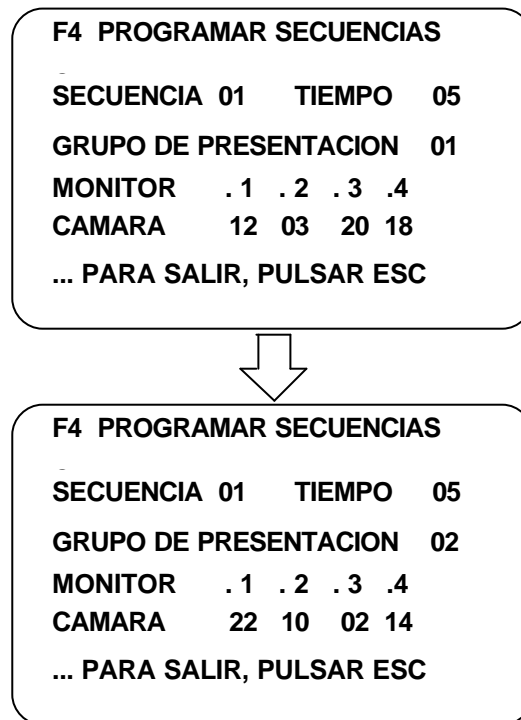 F4 PROGRAMAR SECUENCIAS
SECUENCIA 01 TIEMPO 05
GRUPO DE PRESENTACION 01
MONITOR . 1 . 2 . 3 .4
CAMARA 12 03 20 18
... PARA SALIR, PULSAR ESC
F4 PROGRAMAR SECUENCIAS
SECUENCIA 01 TIEMPO 05
GRUPO DE PRESENTACION 02
MONITOR . 1 . 2 . 3 .4
CAMARA 22 10 02 14
... PARA SALIR, PULSAR ESC